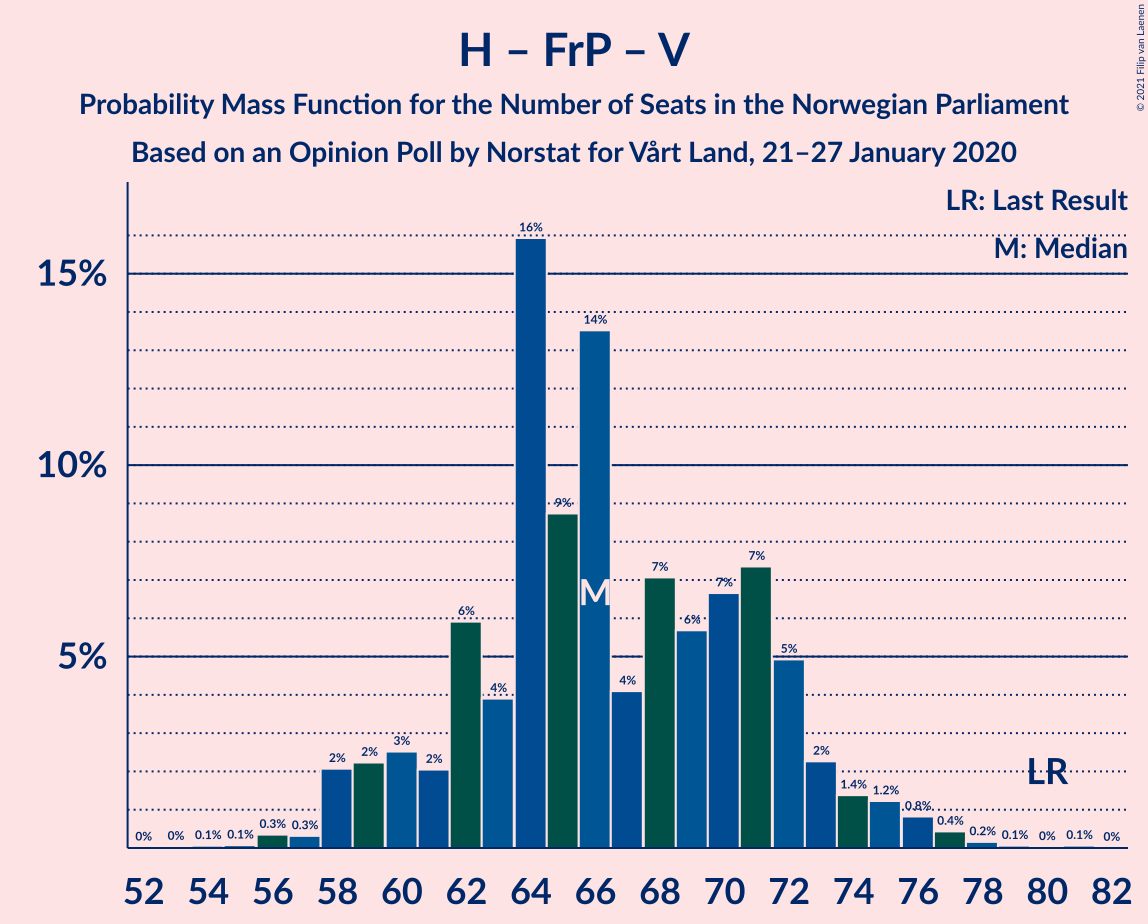 H – FrP – V
Probability Mass Function for the Number of Seats in the Norwegian Parliament
Based on an Opinion Poll by Norstat for Vårt Land, 21–27 January 2020
© 2021 Filip van Laenen
LR: Last Result
M: Median
15%
10%
5%
0% 0% 0.1% 0.1% 0.3% 0.3% 2% 2% 3% 2% 6% 4% 16% 9% 14% 4% 7% 6% 7% 7% 5% 2% 1.4% 1.2% 0.8% 0.4% 0.2% 0.1% 0% 0.1% 0%
M
LR
52 54 56 58 60 62 64 66 68 70 72 74 76 78 80 82